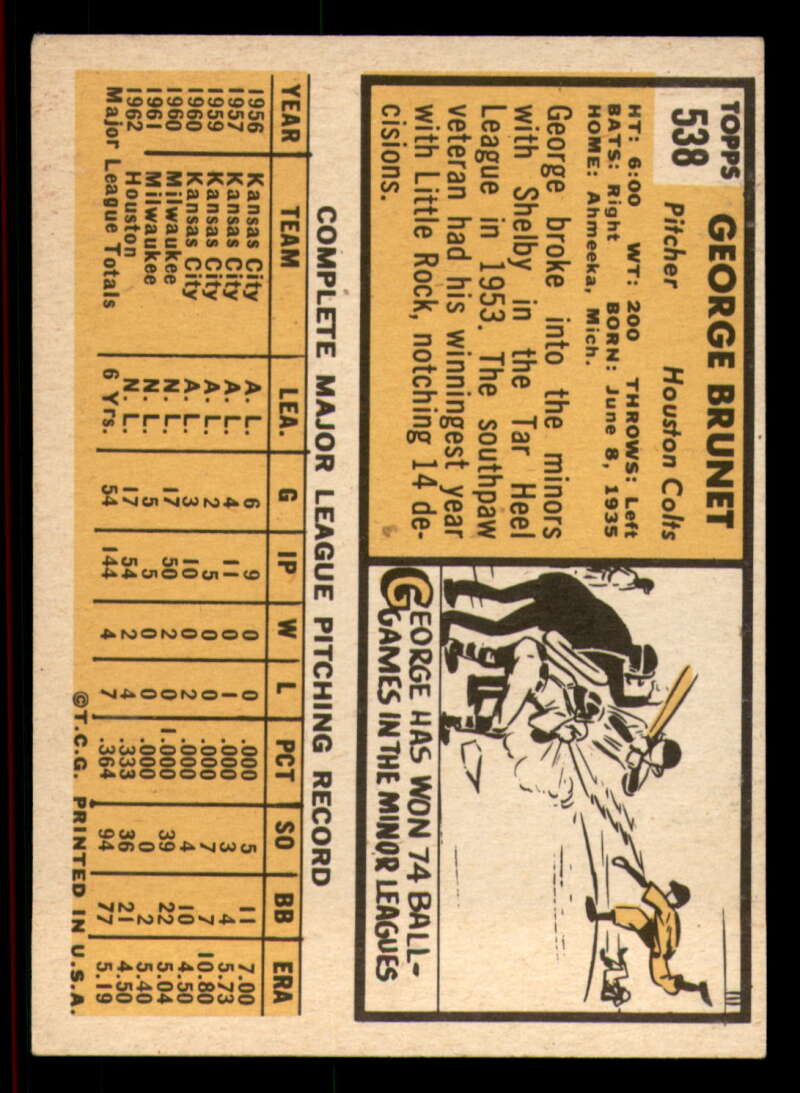 TOPPS
538
GEORGE BRUNET
Pitcher Houston Colts
HT: 6:00 WT: 200 THROWS: Left
BATS: Right BORN: June 8, 1935
HOME: Ahmeeka, Mich.
George broke into the minors
with Shelby in the Tar Heel
League in 1953. The southpaw
veteran had his winningest year
with Little Rock, notching 14 de-
cisions.
GEORGE HAS WON 74 BALL-
GAMES IN THE MINOR LEAGUES
COMPLETE MAJOR LEAGUE PITCHING RECORD
YEAR TEAM LEA. G IP W L PCT SO BB ERA
1956 Kansas City A. L. 6 9 0 0 .000 5 11 7.00
1957 Kansas City A. L. 4 11 0 1 .000 3 4 5.73
1959 Kansas City A. L. 2 5 0 0 .000 7 7 10.80
1960 Kansas City A. L. 3 10 0 2 .000 4 10 4.50
1960 Milwaukee N. L. 17 50 2 0 1.000 39 22 5.04
1961 Milwaukee N. L. 5 5 0 0 .000 0 2 5.40
1962 Houston N. L. 17 54 2 4 .333 36 21 4.50
Major League Totals 6 Yrs. 54 144 4 7 .364 94 77 5.19
©T.C.G. PRINTED IN U.S.A.